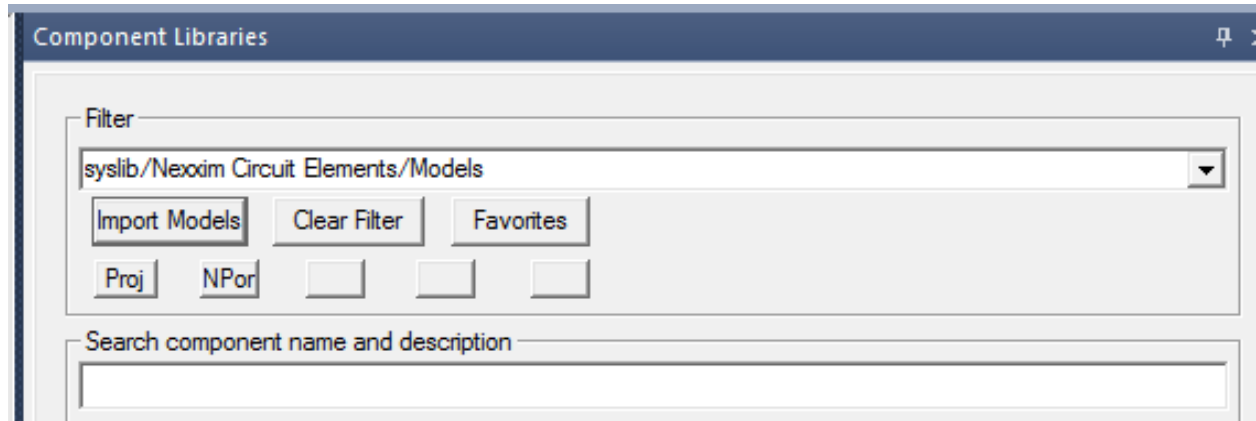 Component Libraries
Filter
syslib/Nexxim Circuit Elements/Models
Import Models Clear Filter Favorites
Proj NPor
Search component name and description